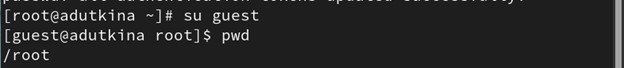 [root@adutkina ~]# su guest
[guest@adutkina root]$ pwd
/root